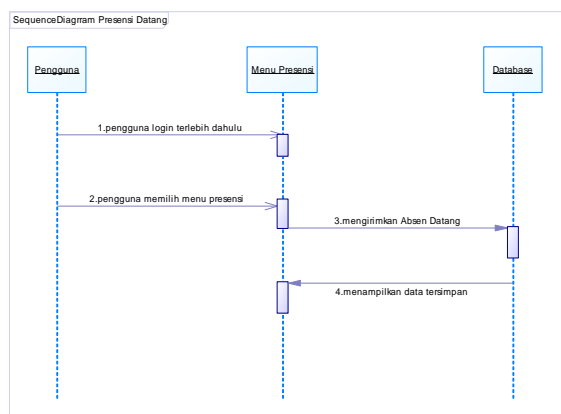 SequenceDiagrram Presensi Datang
Pengguna
Menu Presensi
Database
1.pengguna login terlebih dahulu
2.pengguna memilih menu presensi
3.mengirimkan Absen Datang
4.menampilkan data tersimpan